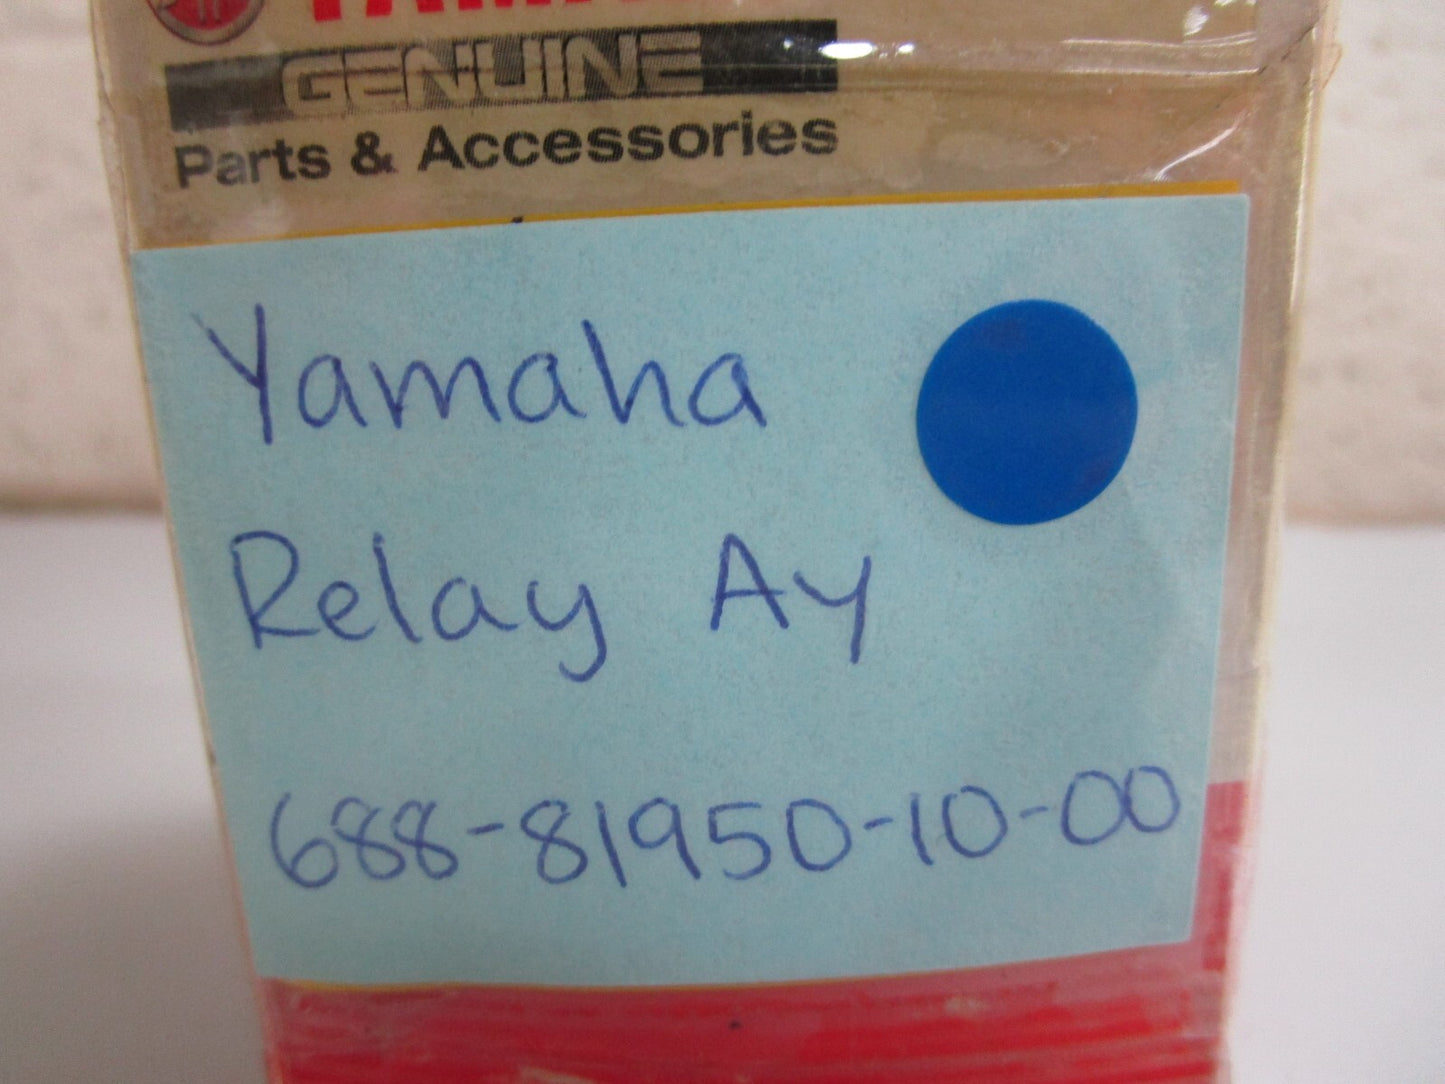 GENUINE
Parts & Accessories
Yamaha
Relay Ay
688-81950-10-00